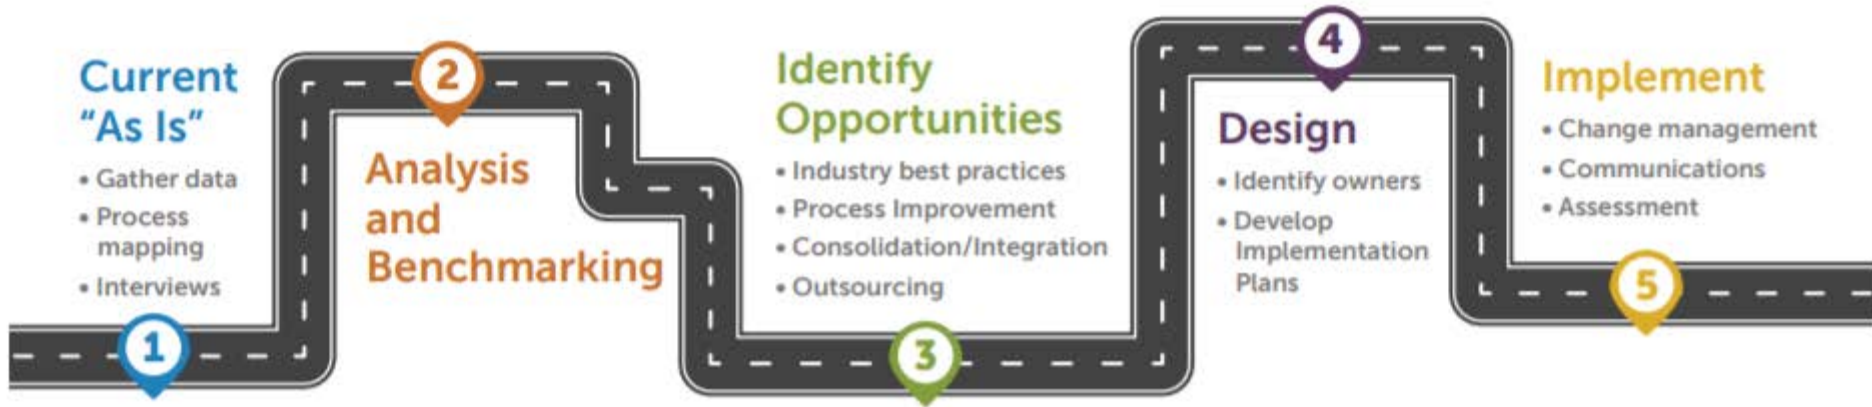 1
Current
“As Is”
• Gather data
• Process
mapping
• Interviews
2
Analysis
and
Benchmarking
3
Identify
Opportunities
• Industry best practices
• Process Improvement
• Consolidation/Integration
• Outsourcing
4
Design
• Identify owners
• Develop
Implementation
Plans
5
Implement
• Change management
• Communications
• Assessment